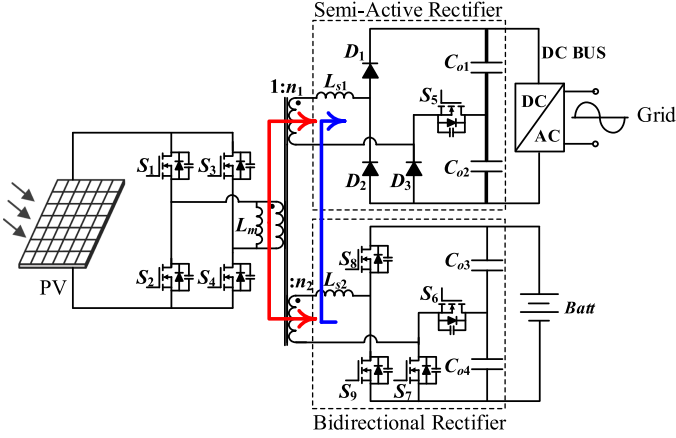 Semi-Active Rectifier
D1
Co1
DC BUS
1:n1
Ls1
S5
DC
AC
Grid
S1
S3
D2
D3
Co2
Lm
PV
S2
S4
:n2
Ls2
S8
Co3
S6
Batt
S9
S7
Co4
Bidirectional Rectifier